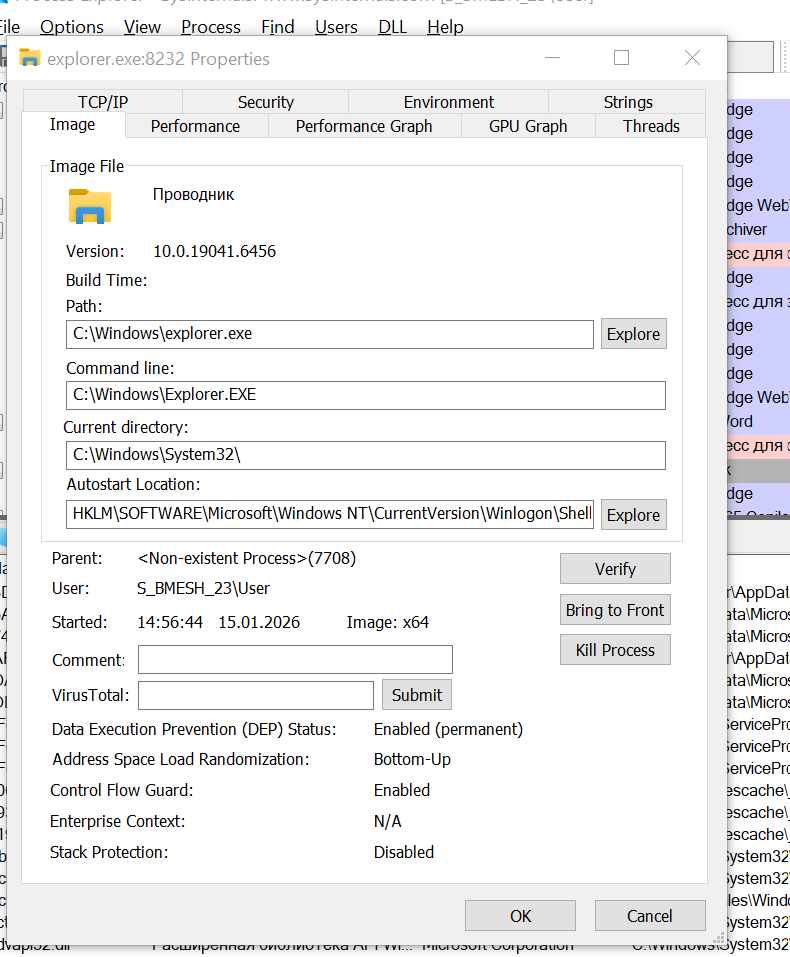 File Options View Process Find Users DLL Help
explorer.exe:8232 Properties
TCP/IP Security Environment Strings
Image Performance Performance Graph GPU Graph Threads
Image File
Проводник
Version: 10.0.19041.6456
Build Time:
Path:
C:\Windows\explorer.exe Explore
Command line:
C:\Windows\Explorer.EXE
Current directory:
C:\Windows\System32\
Autostart Location:
HKLM\SOFTWARE\Microsoft\Windows NT\CurrentVersion\Winlogon\Shell Explore
Parent: <Non-existent Process>(7708) Verify
User: S_BMESH_23\User
Bring to Front
Started: 14:56:44 15.01.2026 Image: x64
Kill Process
Comment:
VirusTotal: Submit
Data Execution Prevention (DEP) Status: Enabled (permanent)
Address Space Load Randomization: Bottom-Up
Control Flow Guard: Enabled
Enterprise Context: N/A
Stack Protection: Disabled
OK Cancel